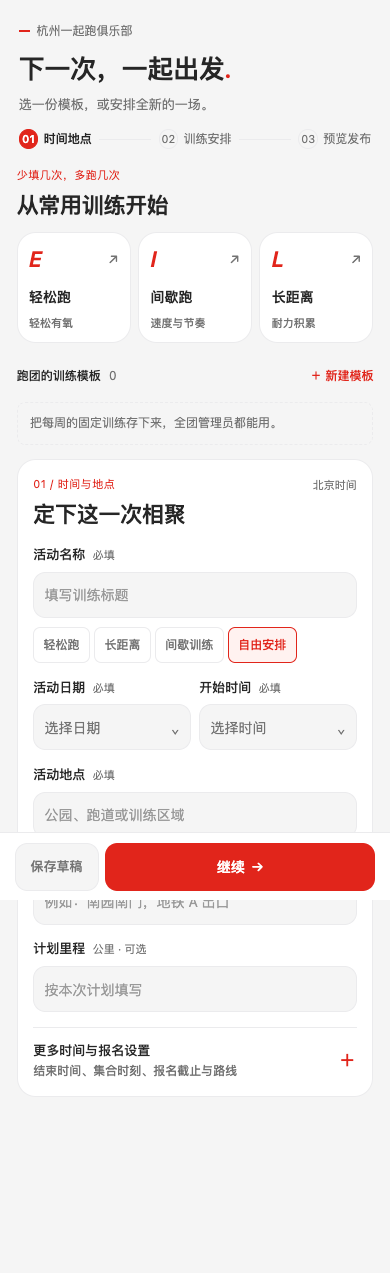 杭州一起跑俱乐部
下一次，一起出发.
选一份模板，或安排全新的一场。
01 时间地点 02 训练安排 03 预览发布
少填几次，多跑几次
从常用训练开始
E ↗ I ↗ L ↗
轻松跑 间歇跑 长距离
轻松有氧 速度与节奏 耐力积累
跑团的训练模板 0 + 新建模板
把每周的固定训练存下来，全团管理员都能用。
01 / 时间与地点 北京时间
定下这一次相聚
活动名称 必填
填写训练标题
轻松跑 长距离 间歇训练 自由安排
活动日期 必填 开始时间 必填
选择日期 选择时间
活动地点 必填
公园、跑道或训练区域
保存草稿 继续 →
例如：南园南门，地铁 A 出口
计划里程 公里 · 可选
按本次计划填写
更多时间与报名设置 +
结束时间、集合时刻、报名截止与路线